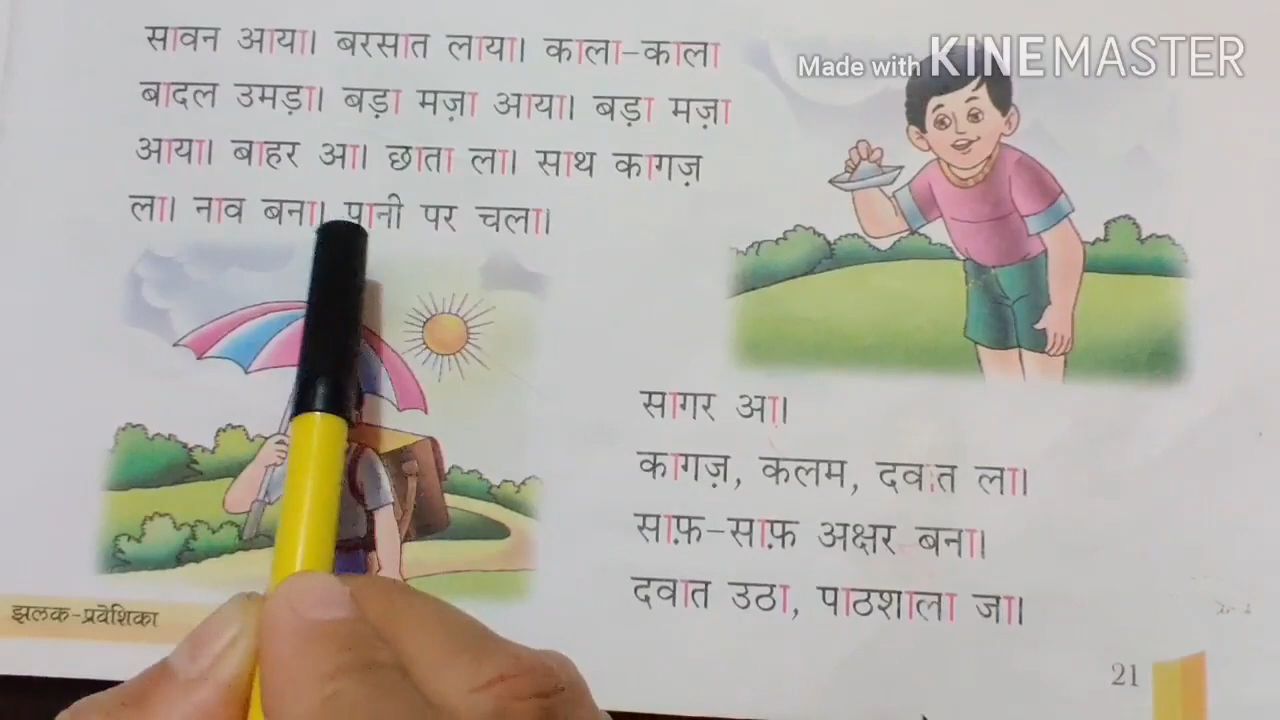 सावन आया। बरसात लाया। काला-काला
बादल उमड़ा। बड़ा मज़ा आया। बड़ा मज़ा
आया। बाहर आ। छाता ला। साथ कागज़
ला। नाव बना। पानी पर चला।
Made with KINEMASTER
सागर आ।
कागज़, कलम, दवात ला।
साफ़-साफ़ अक्षर बना।
दवात उठा, पाठशाला जा।
झलक-प्रवेशिका
21